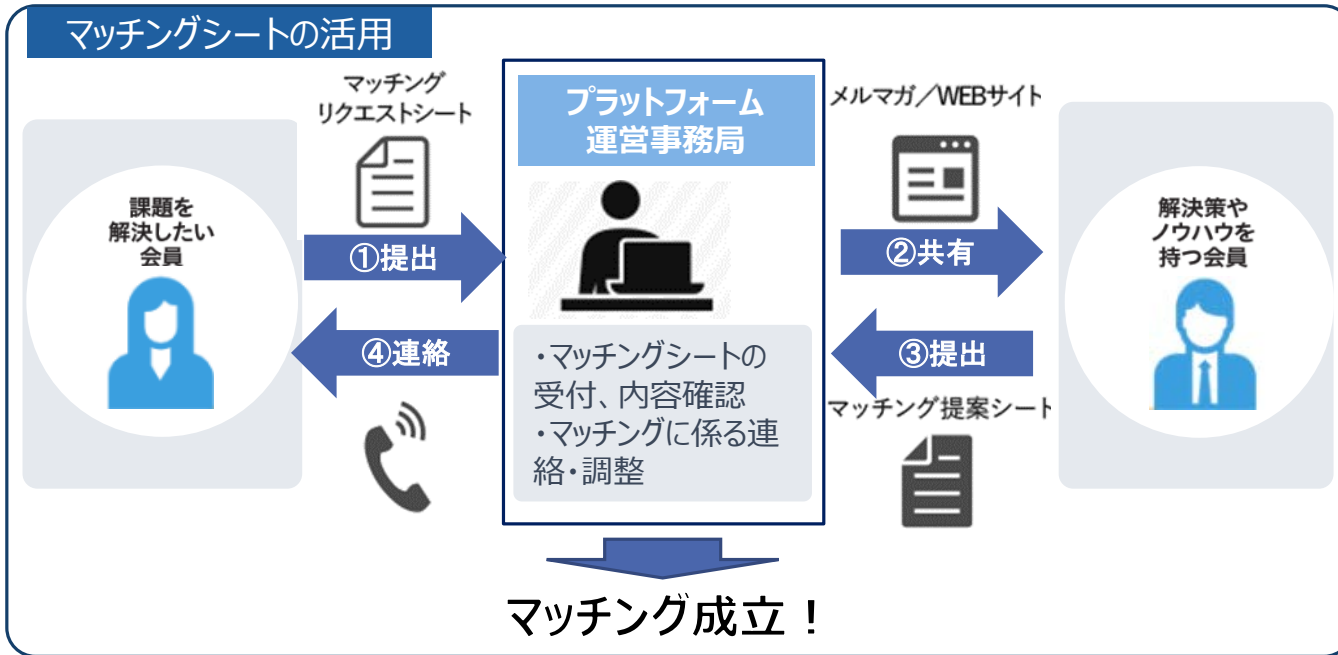 マッチングシートの活用
マッチング
リクエストシート
課題を
解決したい
会員
①提出
④連絡
プラットフォーム
運営事務局
・マッチングシートの
受付、内容確認
・マッチングに係る連
絡・調整
メルマガ／WEBサイト
②共有
③提出
マッチング提案シート
解決策や
ノウハウを
持つ会員
マッチング成立！